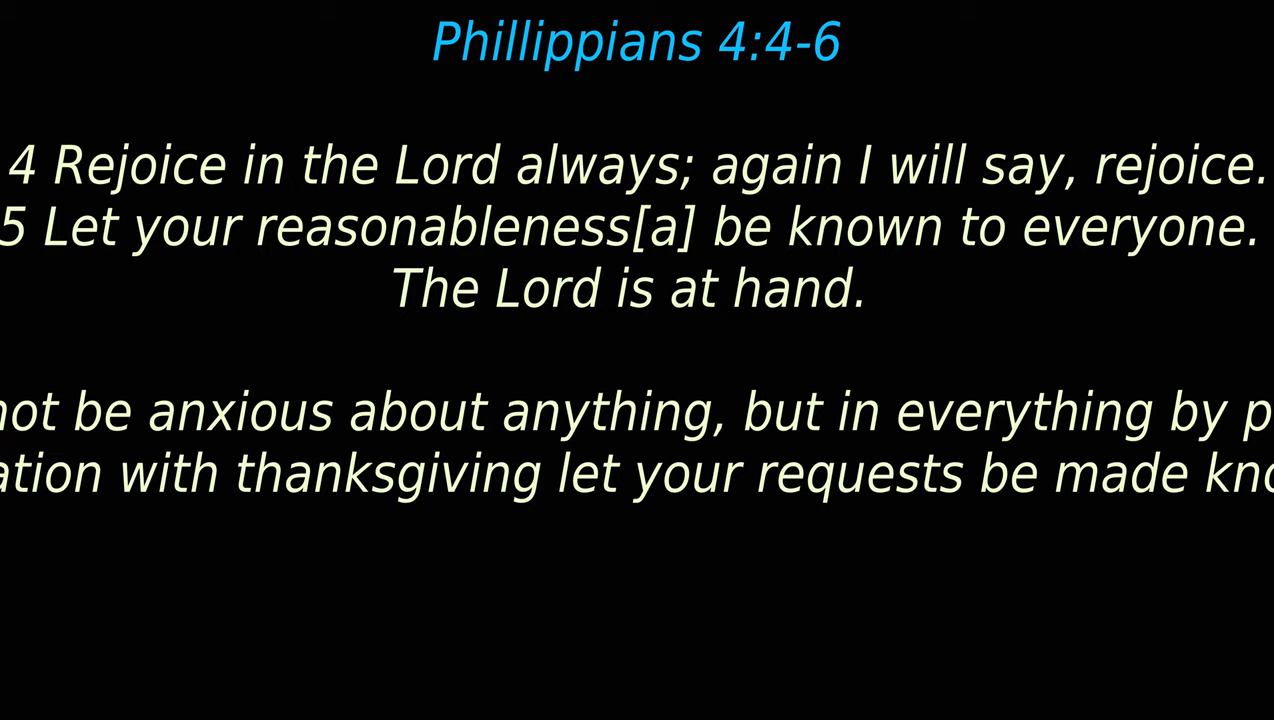 Phillippians 4:4-6
4 Rejoice in the Lord always; again I will say, rejoice.
5 Let your reasonableness[a] be known to everyone.
The Lord is at hand.
not be anxious about anything, but in everything by p
ation with thanksgiving let your requests be made kno